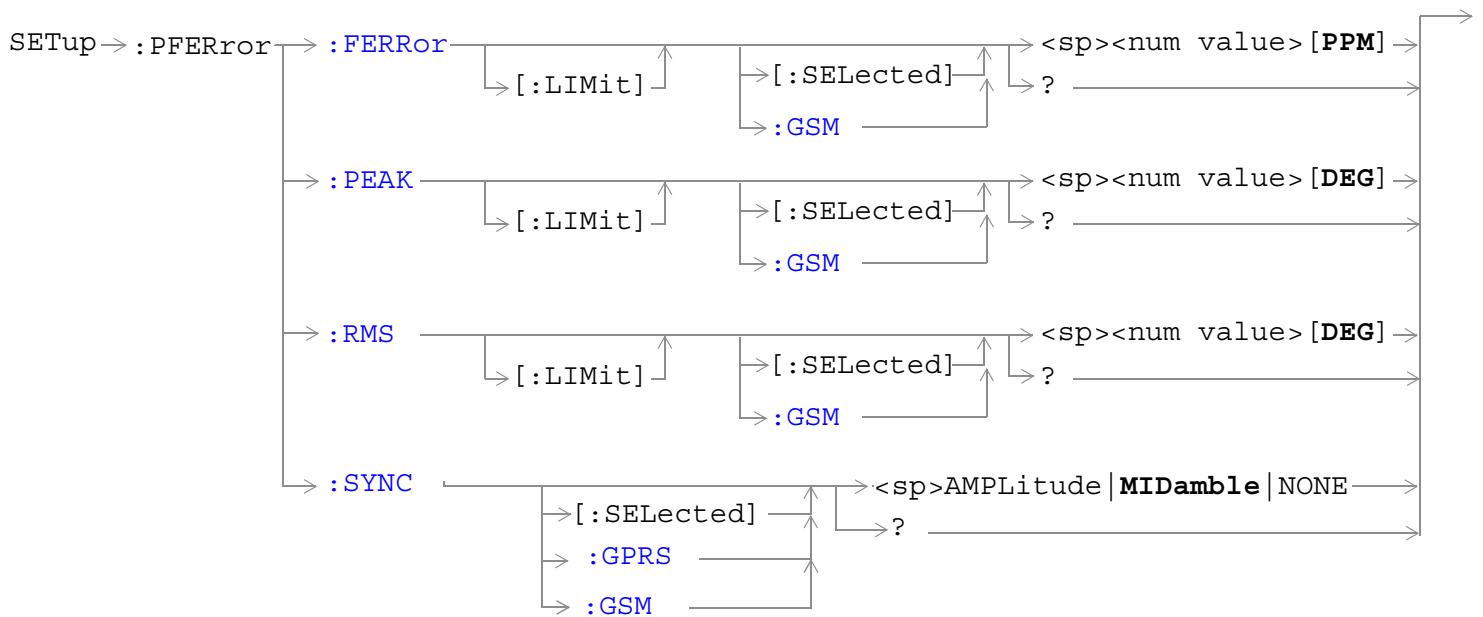 SETup :PFERror :FERRor <sp><num value>[PPM]
[:LIMit] [:SELected] ?
:GSM
:PEAK <sp><num value>[DEG]
[:LIMit] [:SELected] ?
:GSM
:RMS <sp><num value>[DEG]
[:LIMit] [:SELected] ?
:GSM
:SYNC <sp>AMPLitude|MIDamble|NONE
[:SELected] ?
:GPRS
:GSM